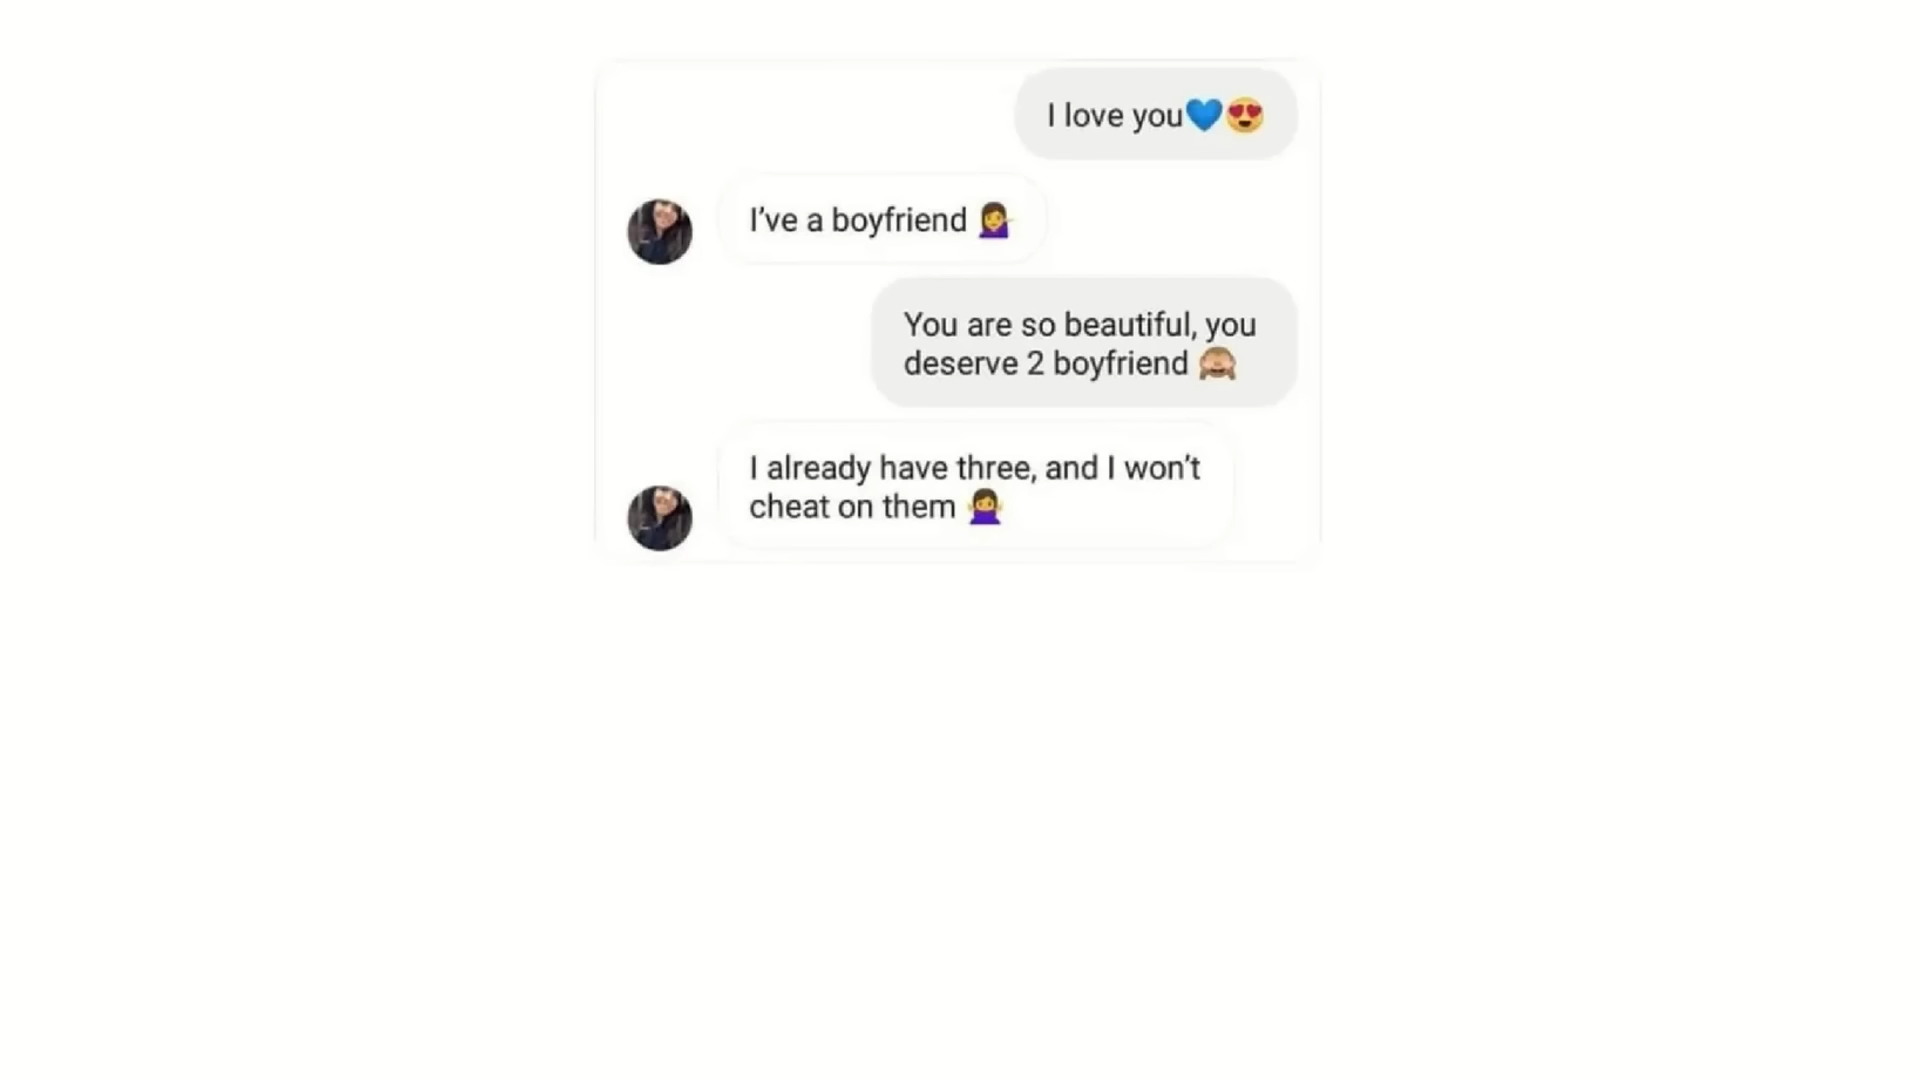 I love you💙😍
I've a boyfriend 💁‍♀️
You are so beautiful, you
deserve 2 boyfriend 🙈
I already have three, and I won't
cheat on them 🤷‍♀️